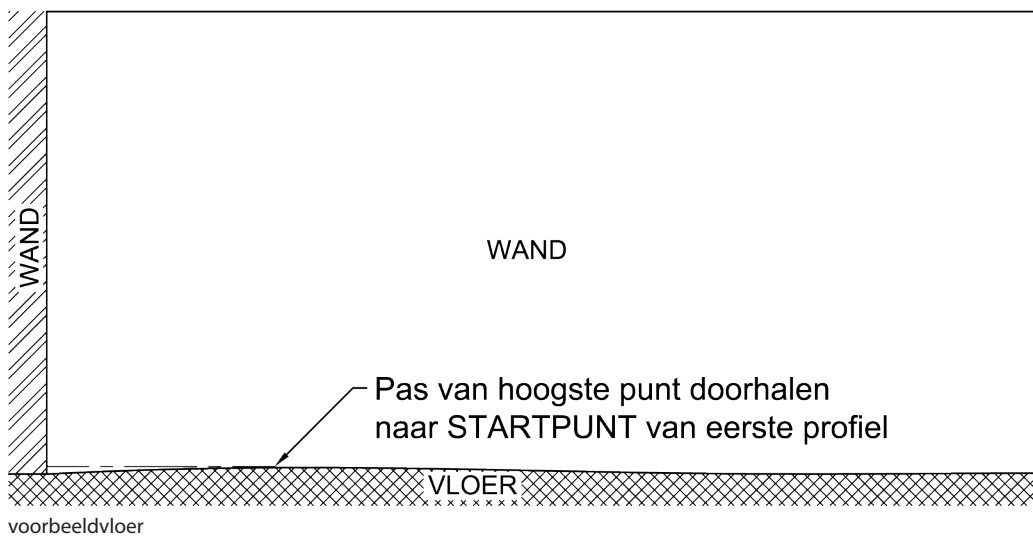 WAND
WAND
Pas van hoogste punt doorhalen
naar STARTPUNT van eerste profiel
VLOER
voorbeeldvloer